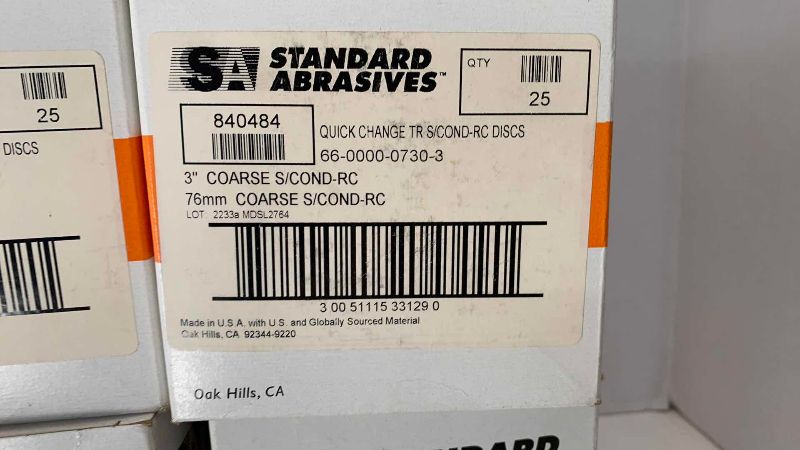 25
DISCS
SA STANDARD
ABRASIVES™
QTY
25
840484
QUICK CHANGE TR S/COND-RC DISCS
66-0000-0730-3
3" COARSE S/COND-RC
76mm COARSE S/COND-RC
LOT: 2233a MDSL2764
3 00 51115 33129 0
Made in U.S.A. with U.S. and Globally Sourced Material
Oak Hills, CA 92344-9220
Oak Hills, CA
STANDARD